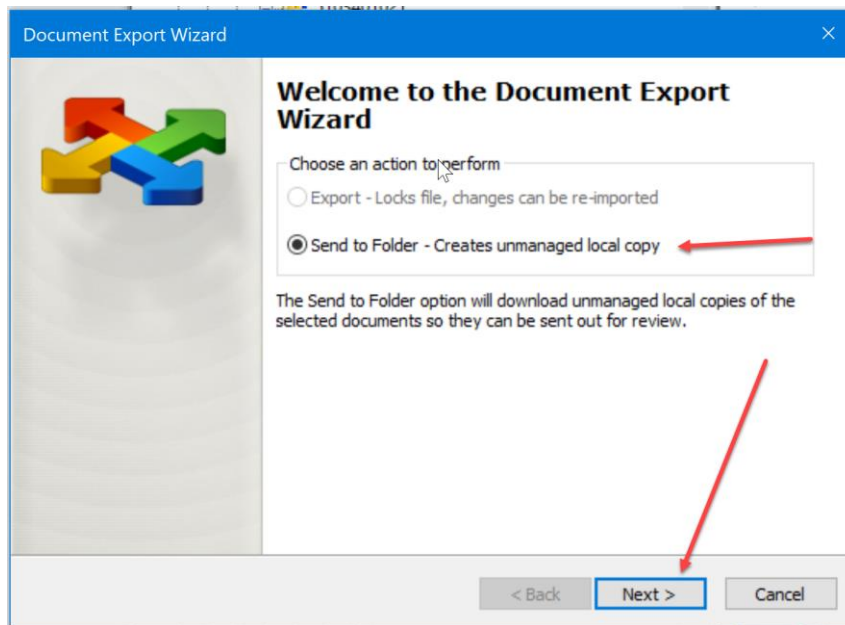 Document Export Wizard
Welcome to the Document Export
Wizard
Choose an action to perform
Export - Locks file, changes can be re-imported
Send to Folder - Creates unmanaged local copy
The Send to Folder option will download unmanaged local copies of the
selected documents so they can be sent out for review.
< Back
Next >
Cancel